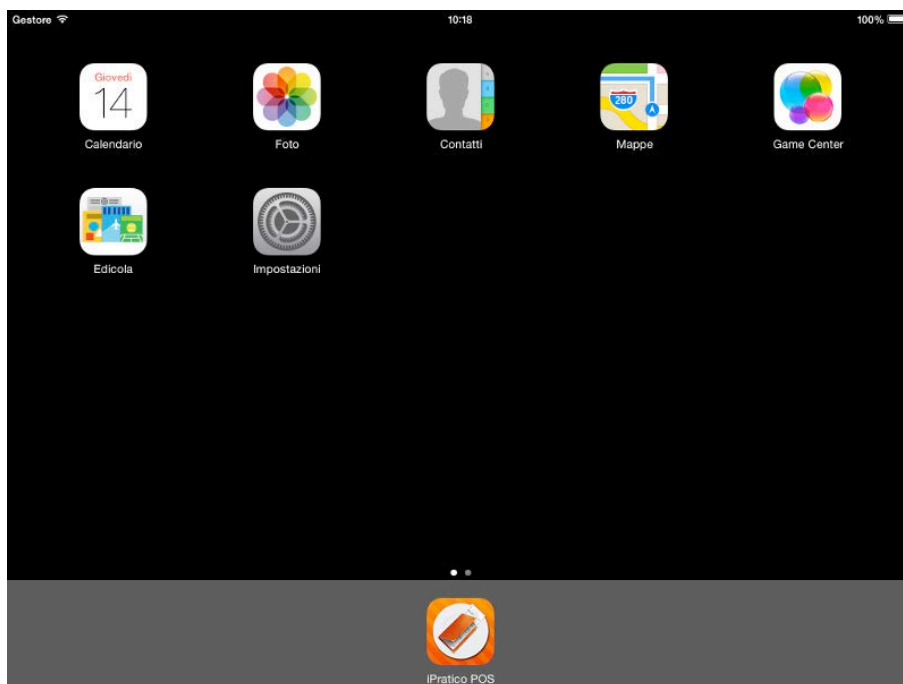 Gestore
10:18
100%
Giovedì
14
Calendario
Foto
Contatti
280
Mappe
Game Center
Edicola
Impostazioni
iPratico POS